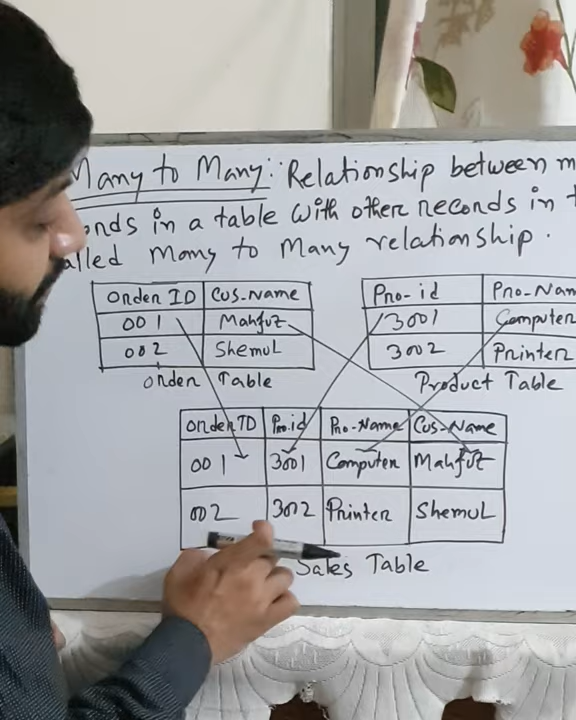 Many to Many: Relationship between m
onds in a table with other records in t
alled Many to Many relationship.
Order ID Cus-Name
001 Mahfuz
002 Shemul
Order Table
Pro-id Pro-Nam
3001 Computer
3002 Printer
Product Table
Order ID Pro.id Pro-Name Cus-Name
001 3001 Computer Mahfuz
002 3002 Printer Shemul
Sales Table